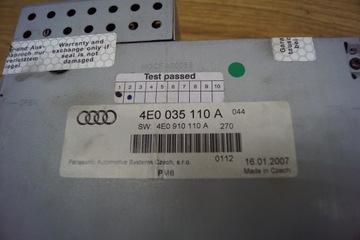 Warranty and
exchange only if
seal is not
damaged
Test passed
1 2 3 4 5 6 7 8 9 10
4E0 035 110 A 044
SW: 4E0 910 110 A 270
Panasonic Automotive Systems Czech, s.r.o. 0112 16.01.2007
Made in Czech